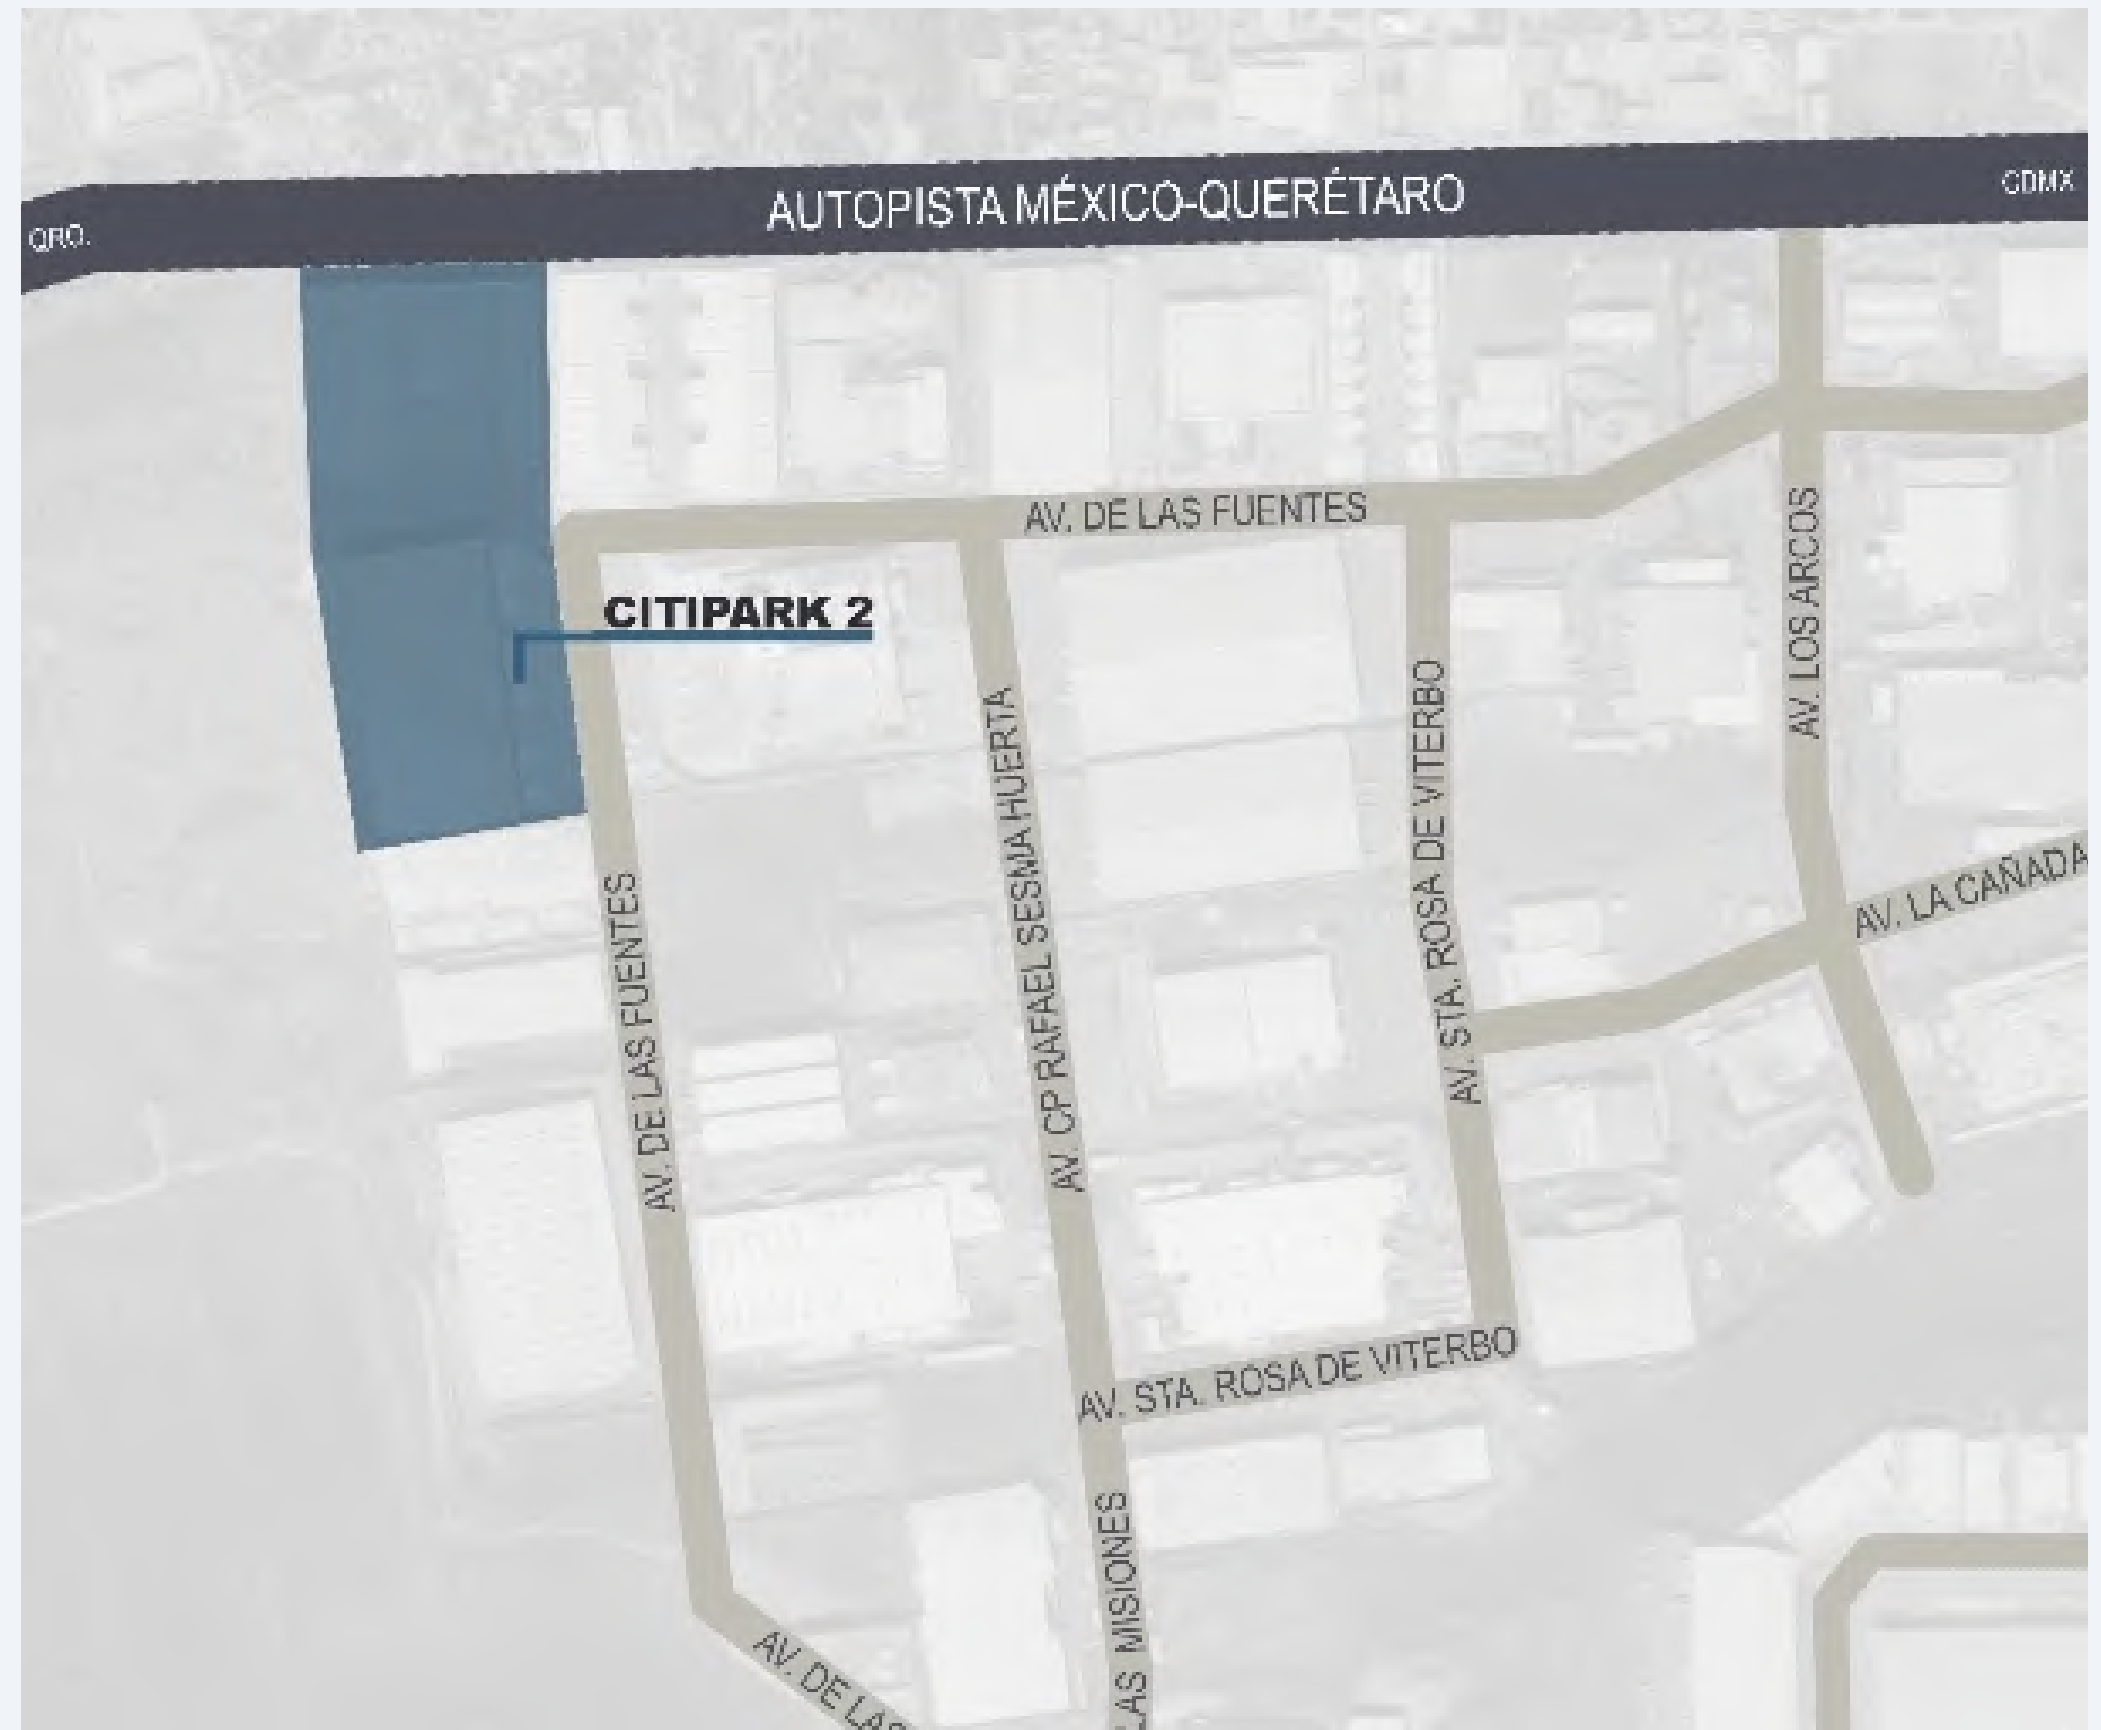 AUTOPISTA MÉXICO-QUERÉTARO
CDMX
QRO.
AV. DE LAS FUENTES
CITIPARK 2
AV. LOS ARCOS
AV. STA. ROSA DE VITERBO
AV. CP RAFAEL SESMA HUERTA
AV. LA CAÑADA
AV. DE LAS FUENTES
AV. STA. ROSA DE VITERBO
LAS MISIONES
AV. DE LAS